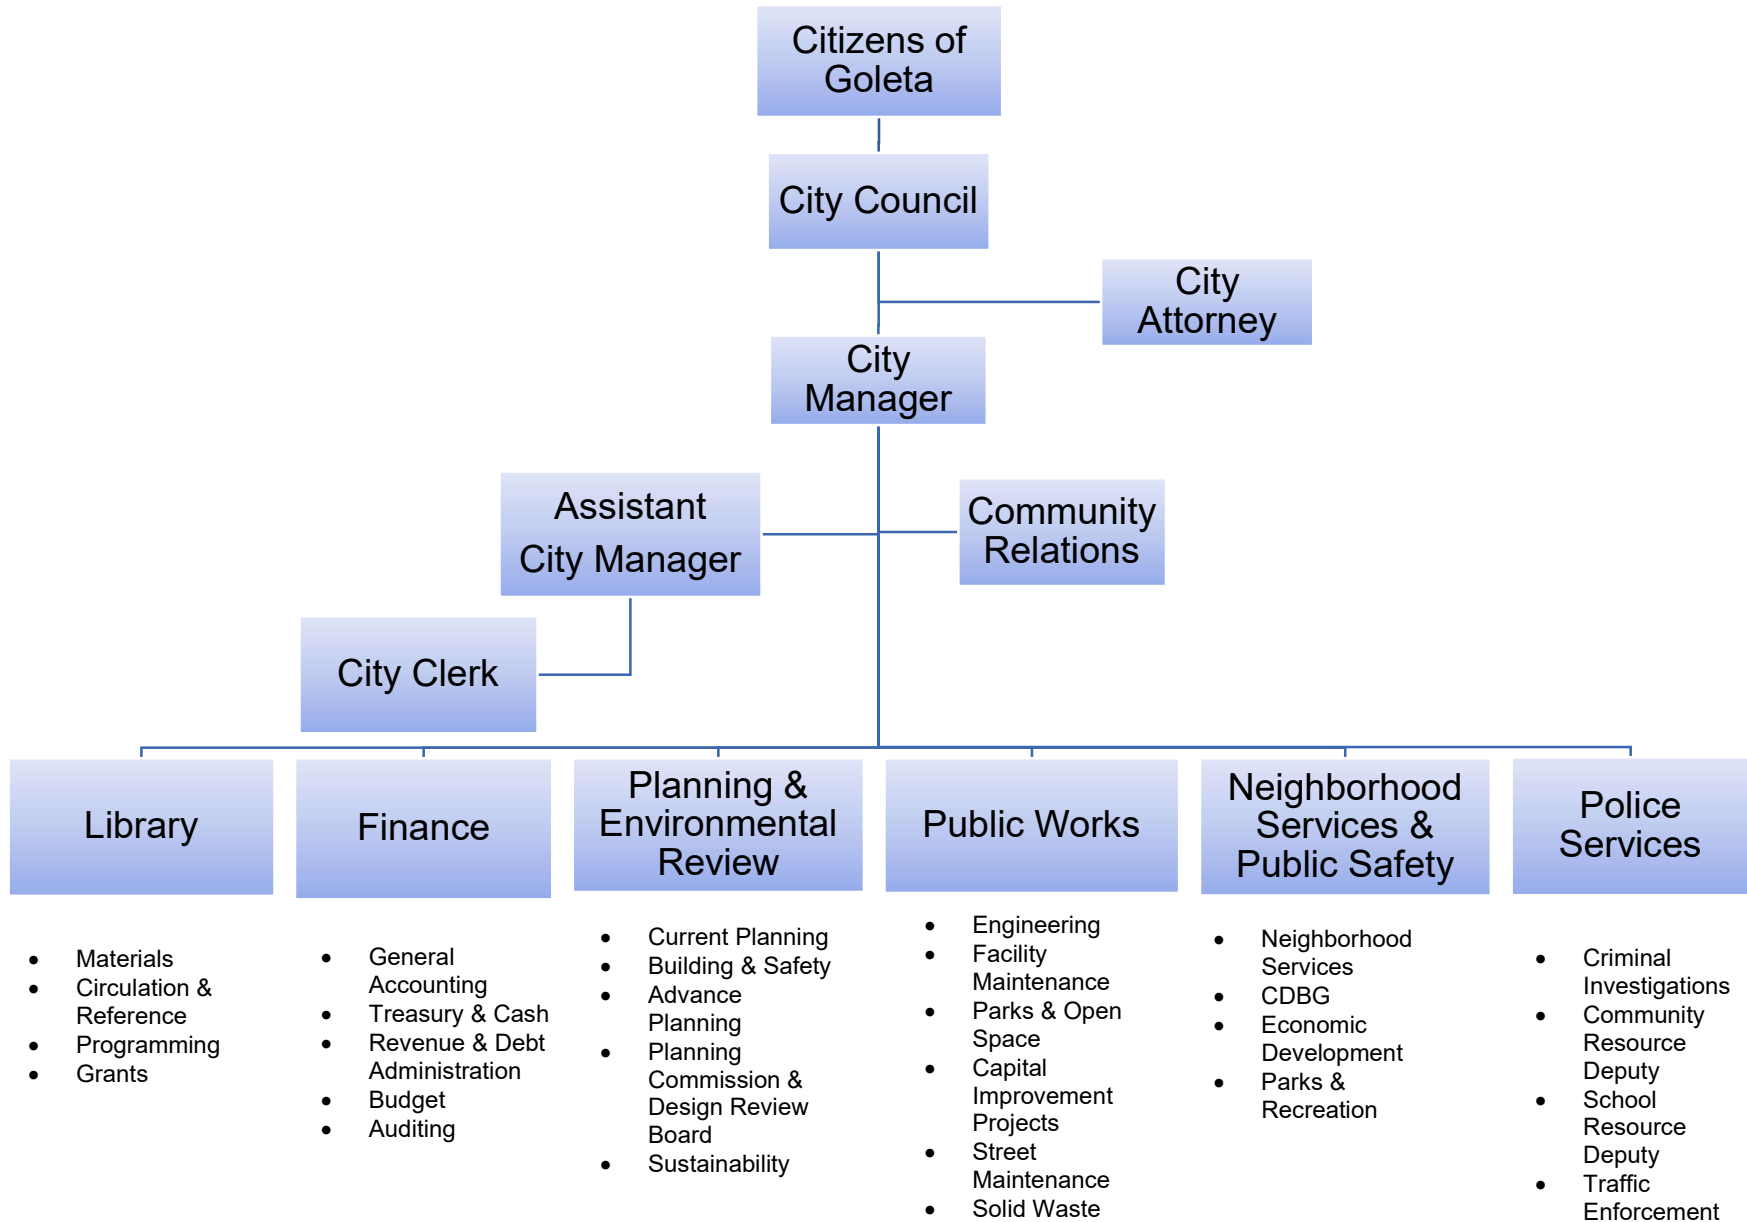 Citizens of
Goleta
City Council
City
Attorney
City
Manager
Assistant
City Manager
Community
Relations
City Clerk
Library
• Materials
• Circulation &
Reference
• Programming
• Grants
Finance
• General
Accounting
• Treasury & Cash
• Revenue & Debt
Administration
• Budget
• Auditing
Planning &
Environmental
Review
• Current Planning
• Building & Safety
• Advance
Planning
• Planning
Commission &
Design Review
Board
• Sustainability
Public Works
• Engineering
• Facility
Maintenance
• Parks & Open
Space
• Capital
Improvement
Projects
• Street
Maintenance
• Solid Waste
Neighborhood
Services &
Public Safety
• Neighborhood
Services
• CDBG
• Economic
Development
• Parks &
Recreation
Police
Services
• Criminal
Investigations
• Community
Resource
Deputy
• School
Resource
Deputy
• Traffic
Enforcement